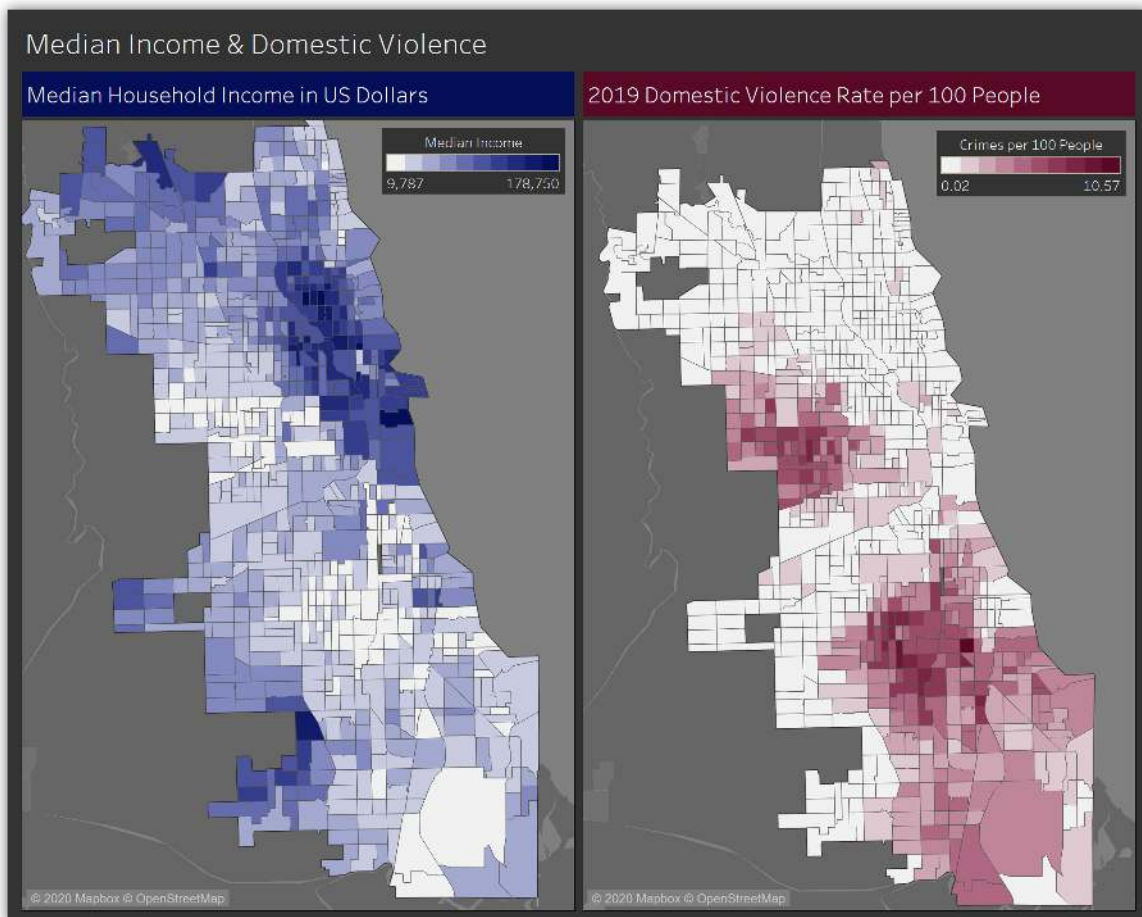 Median Income & Domestic Violence
Median Household Income in US Dollars
Median Income
9,787 178,750
© 2020 Mapbox © OpenStreetMap
2019 Domestic Violence Rate per 100 People
Crimes per 100 People
0.02 10.57
© 2020 Mapbox © OpenStreetMap